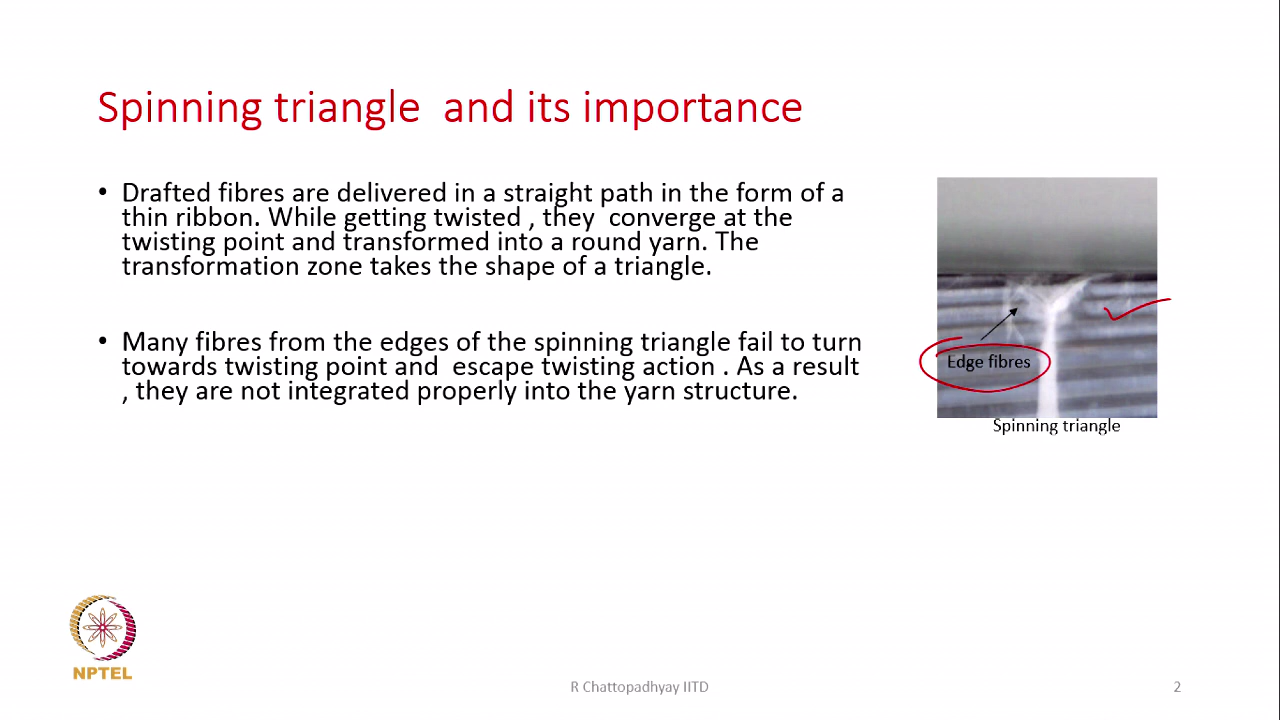 Spinning triangle and its importance
• Drafted fibres are delivered in a straight path in the form of a
thin ribbon. While getting twisted , they converge at the
twisting point and transformed into a round yarn. The
transformation zone takes the shape of a triangle.
• Many fibres from the edges of the spinning triangle fail to turn
towards twisting point and escape twisting action . As a result
, they are not integrated properly into the yarn structure.
Edge fibres
Spinning triangle
NPTEL
R Chattopadhyay IITD
2